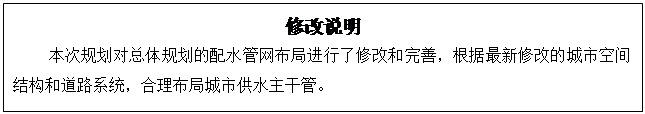 修改说明
本次规划对总体规划的配水管网布局进行了修改和完善，根据最新修改的城市空间
结构和道路系统，合理布局城市供水主干管。